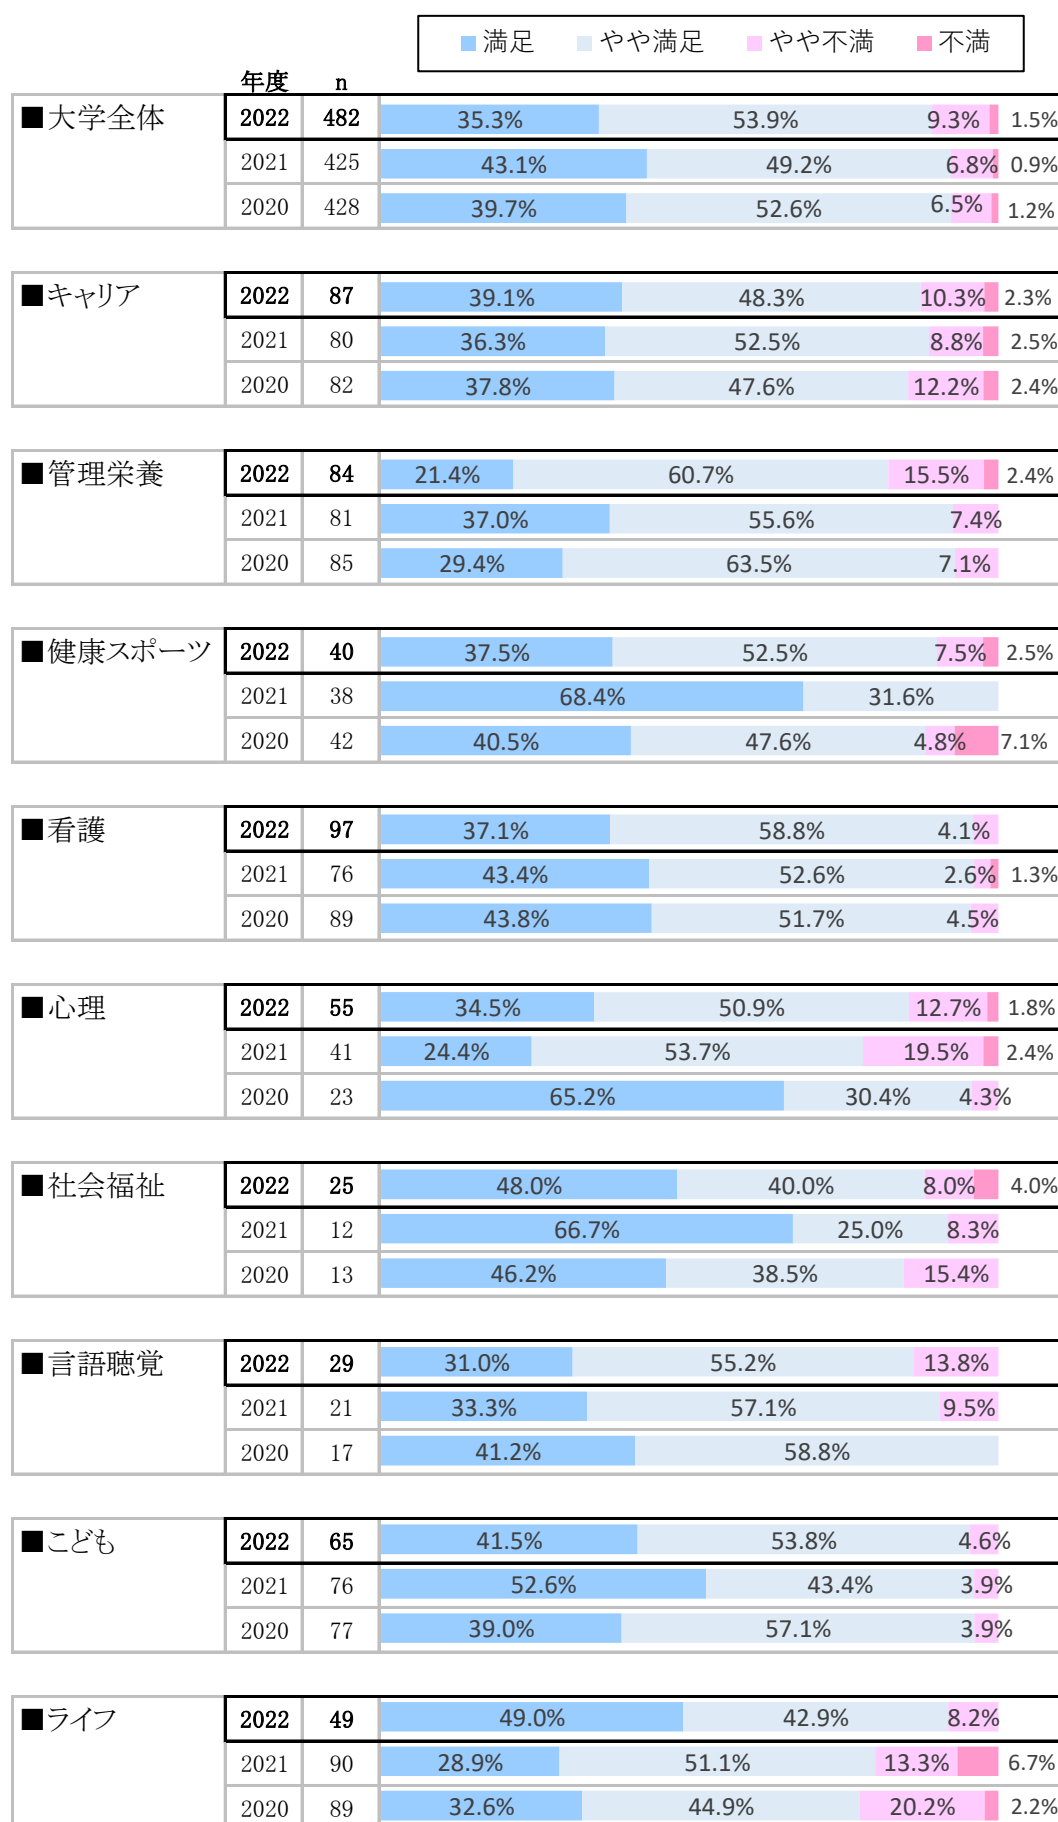 ■満足 ■やや満足 ■やや不満 ■不満
年度 n
■大学全体 2022 482 35.3% 53.9% 9.3% 1.5%
2021 425 43.1% 49.2% 6.8% 0.9%
2020 428 39.7% 52.6% 6.5% 1.2%
■キャリア 2022 87 39.1% 48.3% 10.3% 2.3%
2021 80 36.3% 52.5% 8.8% 2.5%
2020 82 37.8% 47.6% 12.2% 2.4%
■管理栄養 2022 84 21.4% 60.7% 15.5% 2.4%
2021 81 37.0% 55.6% 7.4%
2020 85 29.4% 63.5% 7.1%
■健康スポーツ 2022 40 37.5% 52.5% 7.5% 2.5%
2021 38 68.4% 31.6%
2020 42 40.5% 47.6% 4.8% 7.1%
■看護 2022 97 37.1% 58.8% 4.1%
2021 76 43.4% 52.6% 2.6% 1.3%
2020 89 43.8% 51.7% 4.5%
■心理 2022 55 34.5% 50.9% 12.7% 1.8%
2021 41 24.4% 53.7% 19.5% 2.4%
2020 23 65.2% 30.4% 4.3%
■社会福祉 2022 25 48.0% 40.0% 8.0% 4.0%
2021 12 66.7% 25.0% 8.3%
2020 13 46.2% 38.5% 15.4%
■言語聴覚 2022 29 31.0% 55.2% 13.8%
2021 21 33.3% 57.1% 9.5%
2020 17 41.2% 58.8%
■こども 2022 65 41.5% 53.8% 4.6%
2021 76 52.6% 43.4% 3.9%
2020 77 39.0% 57.1% 3.9%
■ライフ 2022 49 49.0% 42.9% 8.2%
2021 90 28.9% 51.1% 13.3% 6.7%
2020 89 32.6% 44.9% 20.2% 2.2%